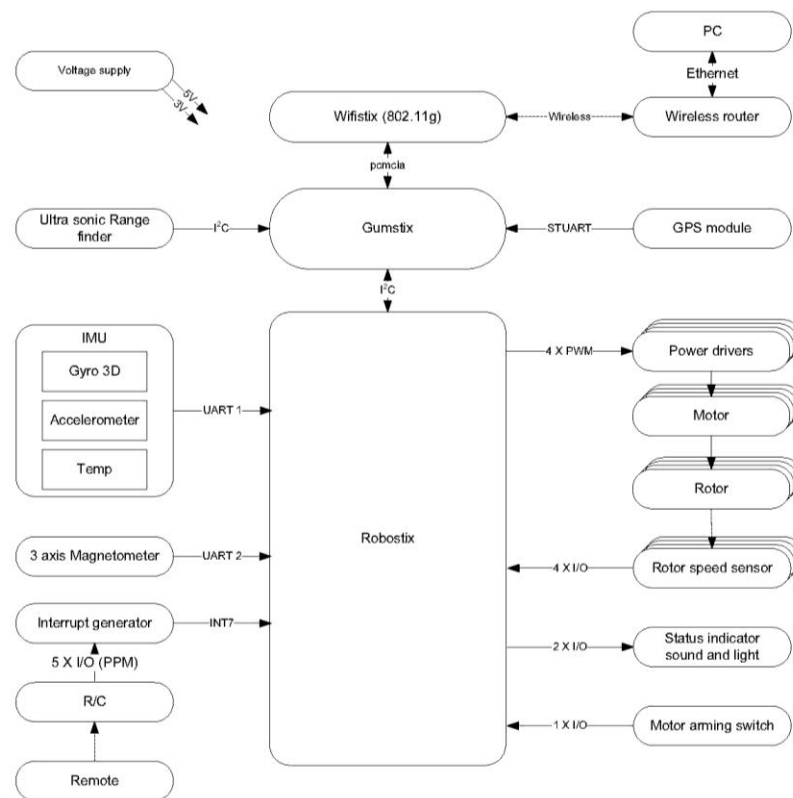 PC
Voltage supply
5V
3V
Ethernet
Wifistix (802.11g)
Wireless
Wireless router
pcmcia
Ultra sonic Range
finder
I²C
Gumstix
STUART
GPS module
I²C
IMU
Gyro 3D
Accelerometer
Temp
UART 1
4 X PWM
Power drivers
Motor
Rotor
Robostix
3 axis Magnetometer
UART 2
4 X I/O
Rotor speed sensor
Interrupt generator
INT7
2 X I/O
Status indicator
sound and light
5 X I/O (PPM)
R/C
1 X I/O
Motor arming switch
Remote